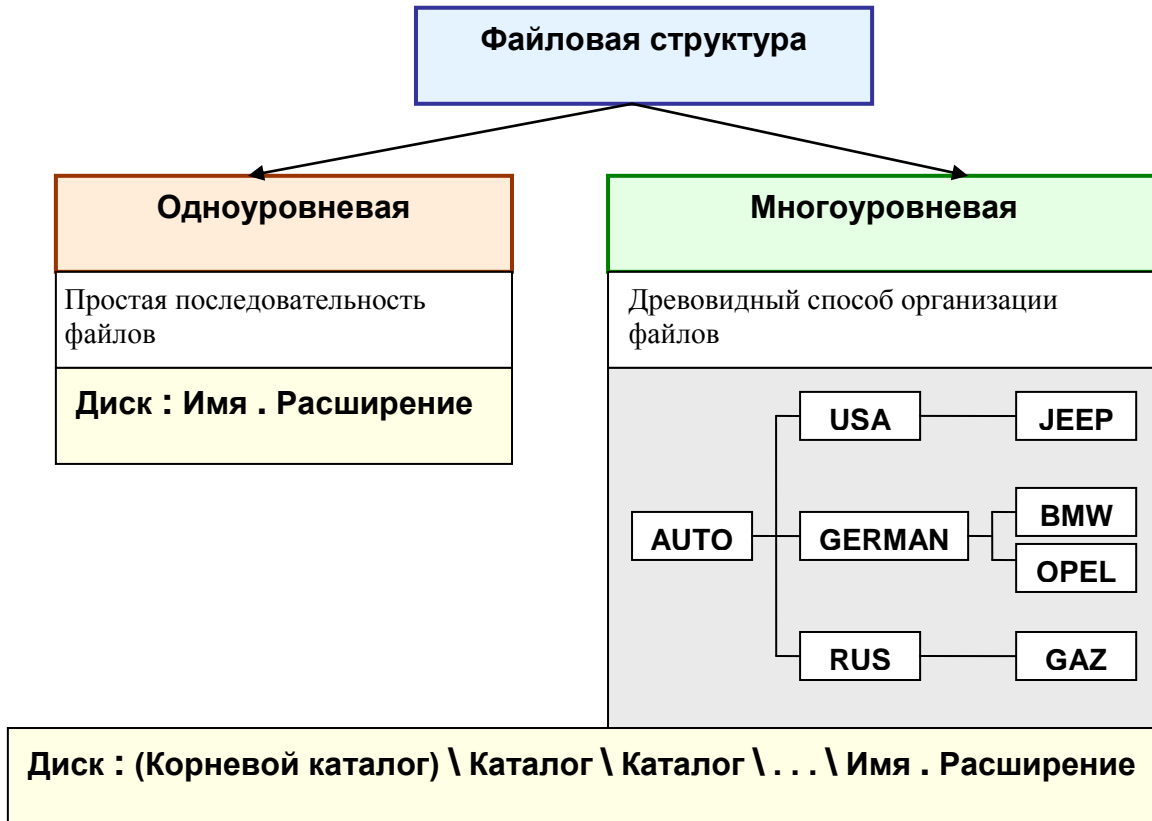 Файловая структура
Одноуровневая
Простая последовательность
файлов
Диск : Имя . Расширение
Многоуровневая
Древовидный способ организации
файлов
AUTO
USA
JEEP
GERMAN
BMW
OPEL
RUS
GAZ
Диск : (Корневой каталог) \ Каталог \ Каталог \ . . . \ Имя . Расширение